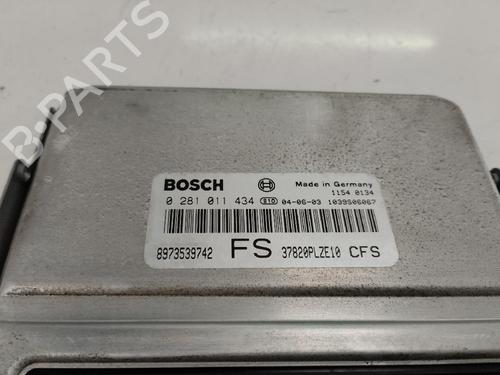 BOSCH Made in Germany
1154 0134
0 281 011 434 E10 04-06-03 1039S06067
8973539742 FS 37820PLZE10 CFS
B-PARTS